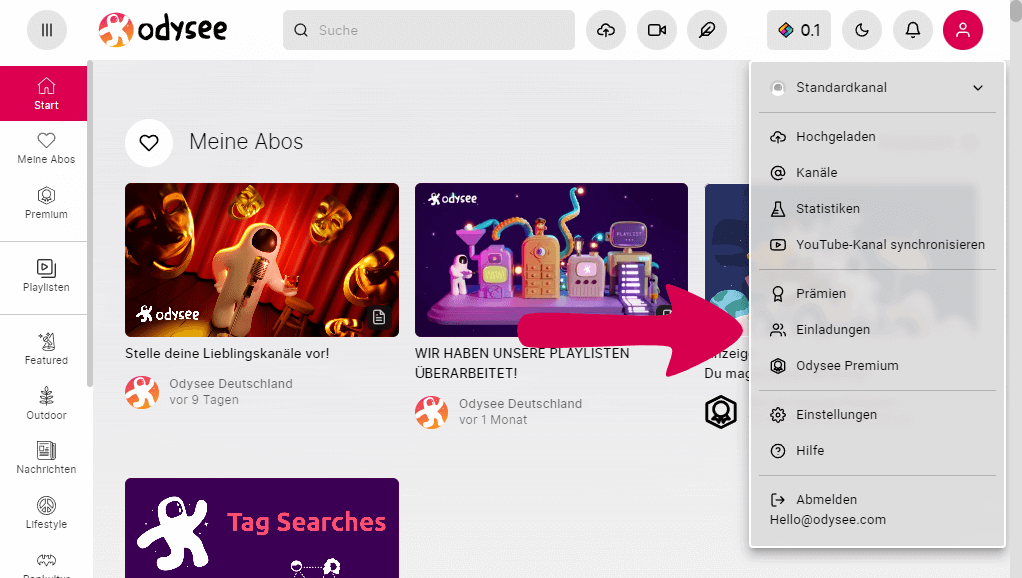 odysee
Suche
0.1
Start
Meine Abos
Premium
Playlisten
Featured
Outdoor
Nachrichten
Lifestyle
Meine Abos
odysee
Stelle deine Lieblingskanäle vor!
Odysee Deutschland
vor 9 Tagen
odysee
PLAYLIST
WIR HABEN UNSERE PLAYLISTEN
ÜBERARBEITET!
Odysee Deutschland
vor 1 Monat
Du mag
Tag Searches
Standardkanal
Hochgeladen
Kanäle
Statistiken
YouTube-Kanal synchronisieren
Prämien
Einladungen
Odysee Premium
Einstellungen
Hilfe
Abmelden
Hello@odysee.com